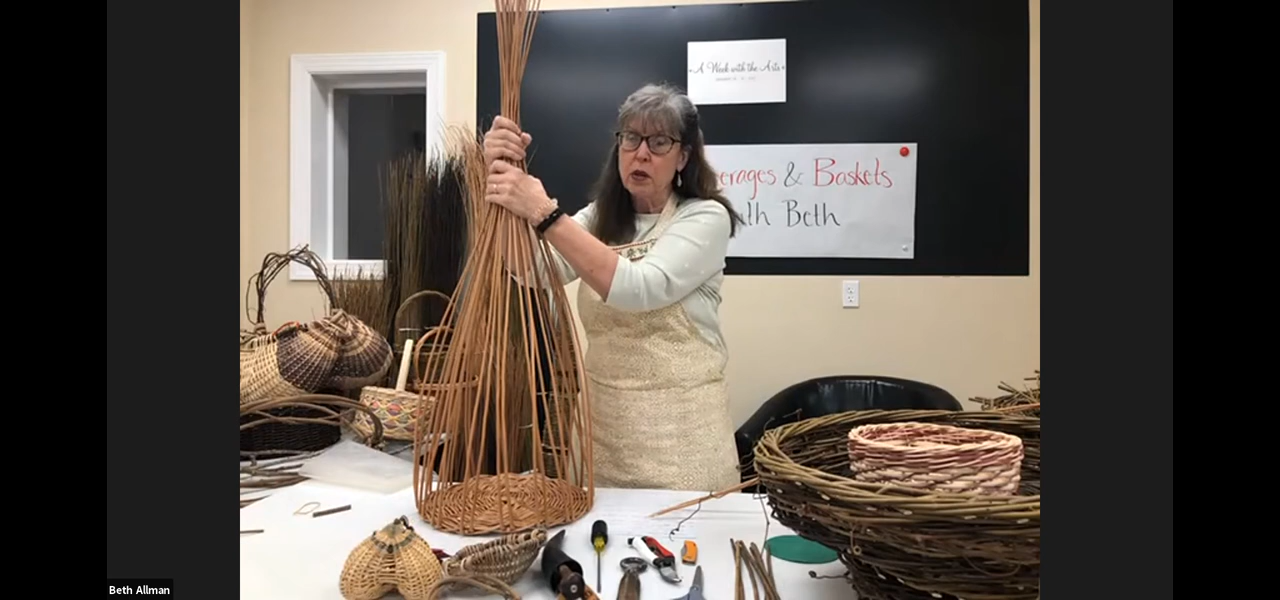 A Week with the Arts
erages & Baskets
th Beth
Beth Allman